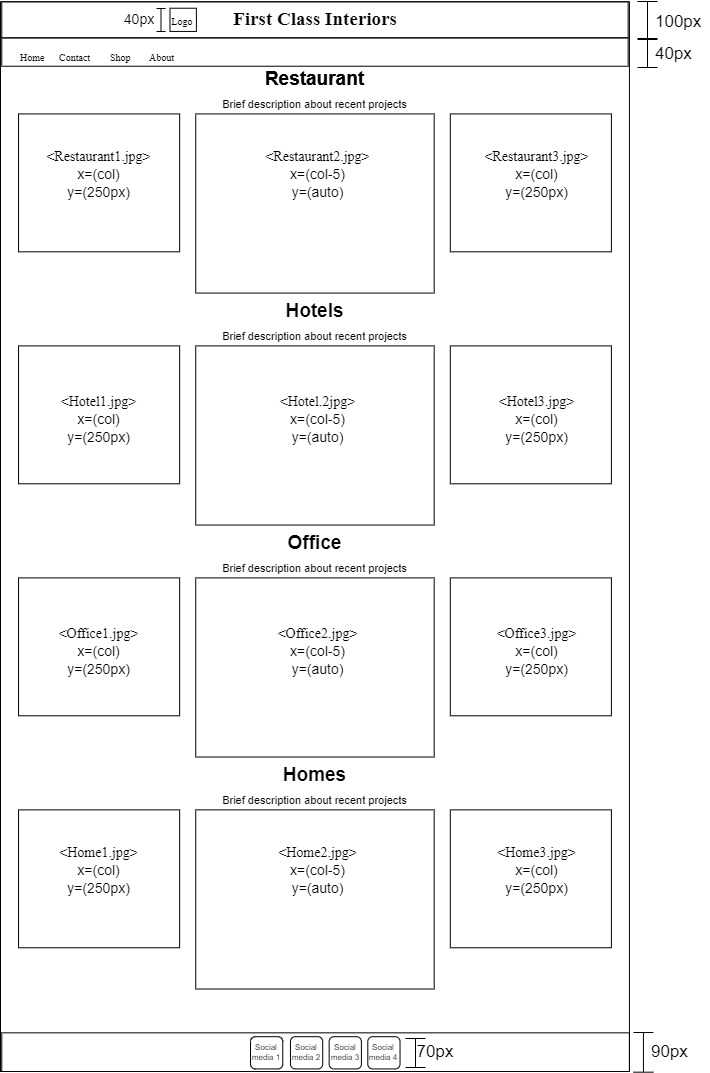 40px
Logo
First Class Interiors
100px
Home Contact Shop About
40px
Restaurant
Brief description about recent projects
<Restaurant1.jpg>
x=(col)
y=(250px)
<Restaurant2.jpg>
x=(col-5)
y=(auto)
<Restaurant3.jpg>
x=(col)
y=(250px)
Hotels
Brief description about recent projects
<Hotel1.jpg>
x=(col)
y=(250px)
<Hotel.2jpg>
x=(col-5)
y=(auto)
<Hotel3.jpg>
x=(col)
y=(250px)
Office
Brief description about recent projects
<Office1.jpg>
x=(col)
y=(250px)
<Office2.jpg>
x=(col-5)
y=(auto)
<Office3.jpg>
x=(col)
y=(250px)
Homes
Brief description about recent projects
<Home1.jpg>
x=(col)
y=(250px)
<Home2.jpg>
x=(col-5)
y=(auto)
<Home3.jpg>
x=(col)
y=(250px)
Social
media 1
Social
media 2
Social
media 3
Social
media 4
70px
90px